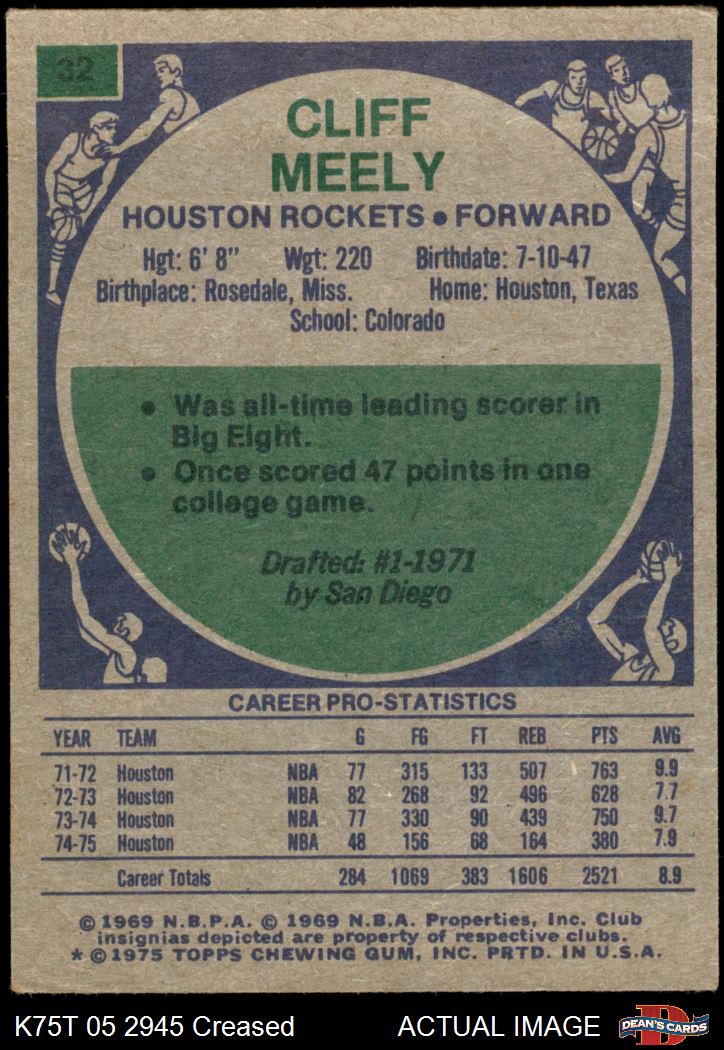 32
CLIFF
MEELY
HOUSTON ROCKETS • FORWARD
Hgt: 6' 8" Wgt: 220 Birthdate: 7-10-47
Birthplace: Rosedale, Miss. Home: Houston, Texas
School: Colorado
• Was all-time leading scorer in
Big Eight.
• Once scored 47 points in one
college game.
Drafted: #1-1971
by San Diego
CAREER PRO-STATISTICS
YEAR TEAM G FG FT REB PTS AVG
71-72 Houston NBA 77 315 133 507 763 9.9
72-73 Houston NBA 82 268 92 496 628 7.7
73-74 Houston NBA 77 330 90 439 750 9.7
74-75 Houston NBA 48 156 68 164 380 7.9
Career Totals 284 1069 383 1606 2521 8.9
© 1969 N.B.P.A. © 1969 N.B.A. Properties, Inc. Club
insignias depicted are property of respective clubs.
* © 1975 TOPPS CHEWING GUM, INC. PRTD. IN U.S.A.
K75T 05 2945 Creased ACTUAL IMAGE D DEAN'S CARDS